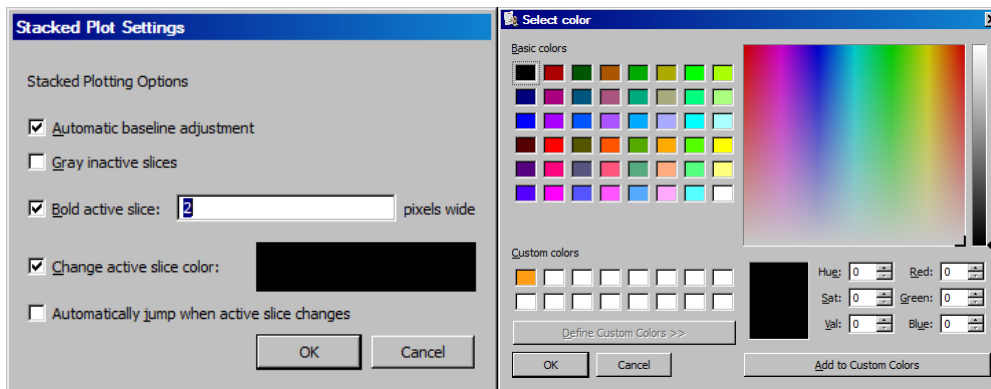 Stacked Plot Settings
Stacked Plotting Options
Automatic baseline adjustment
Gray inactive slices
Bold active slice: 2 pixels wide
Change active slice color:
Automatically jump when active slice changes
OK Cancel
Select color
Basic colors
Custom colors
Define Custom Colors >>
OK Cancel
Hue: 0 Red: 0
Sat: 0 Green: 0
Val: 0 Blue: 0
Add to Custom Colors